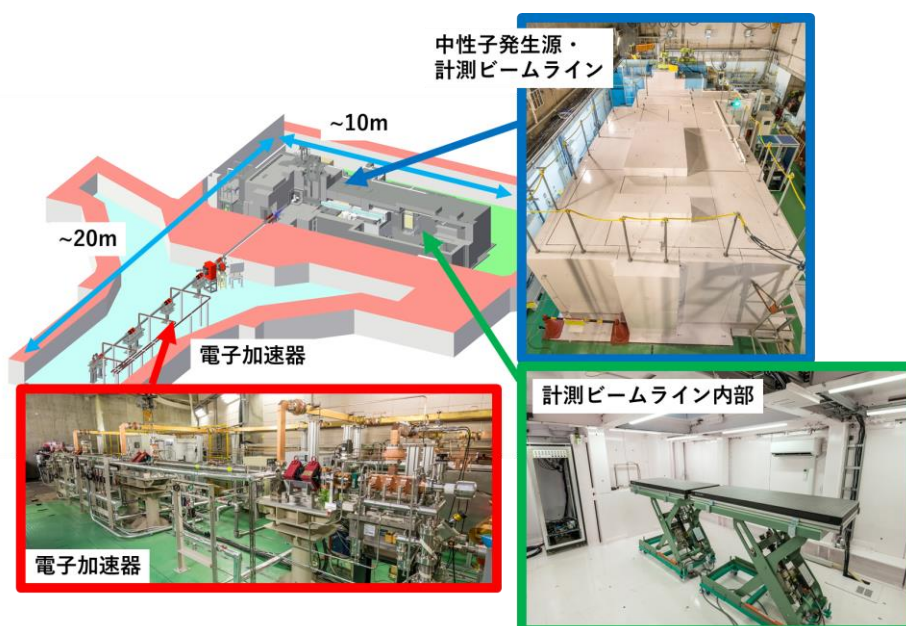 中性子発生源・
計測ビームライン
~10m
~20m
電子加速器
計測ビームライン内部
電子加速器